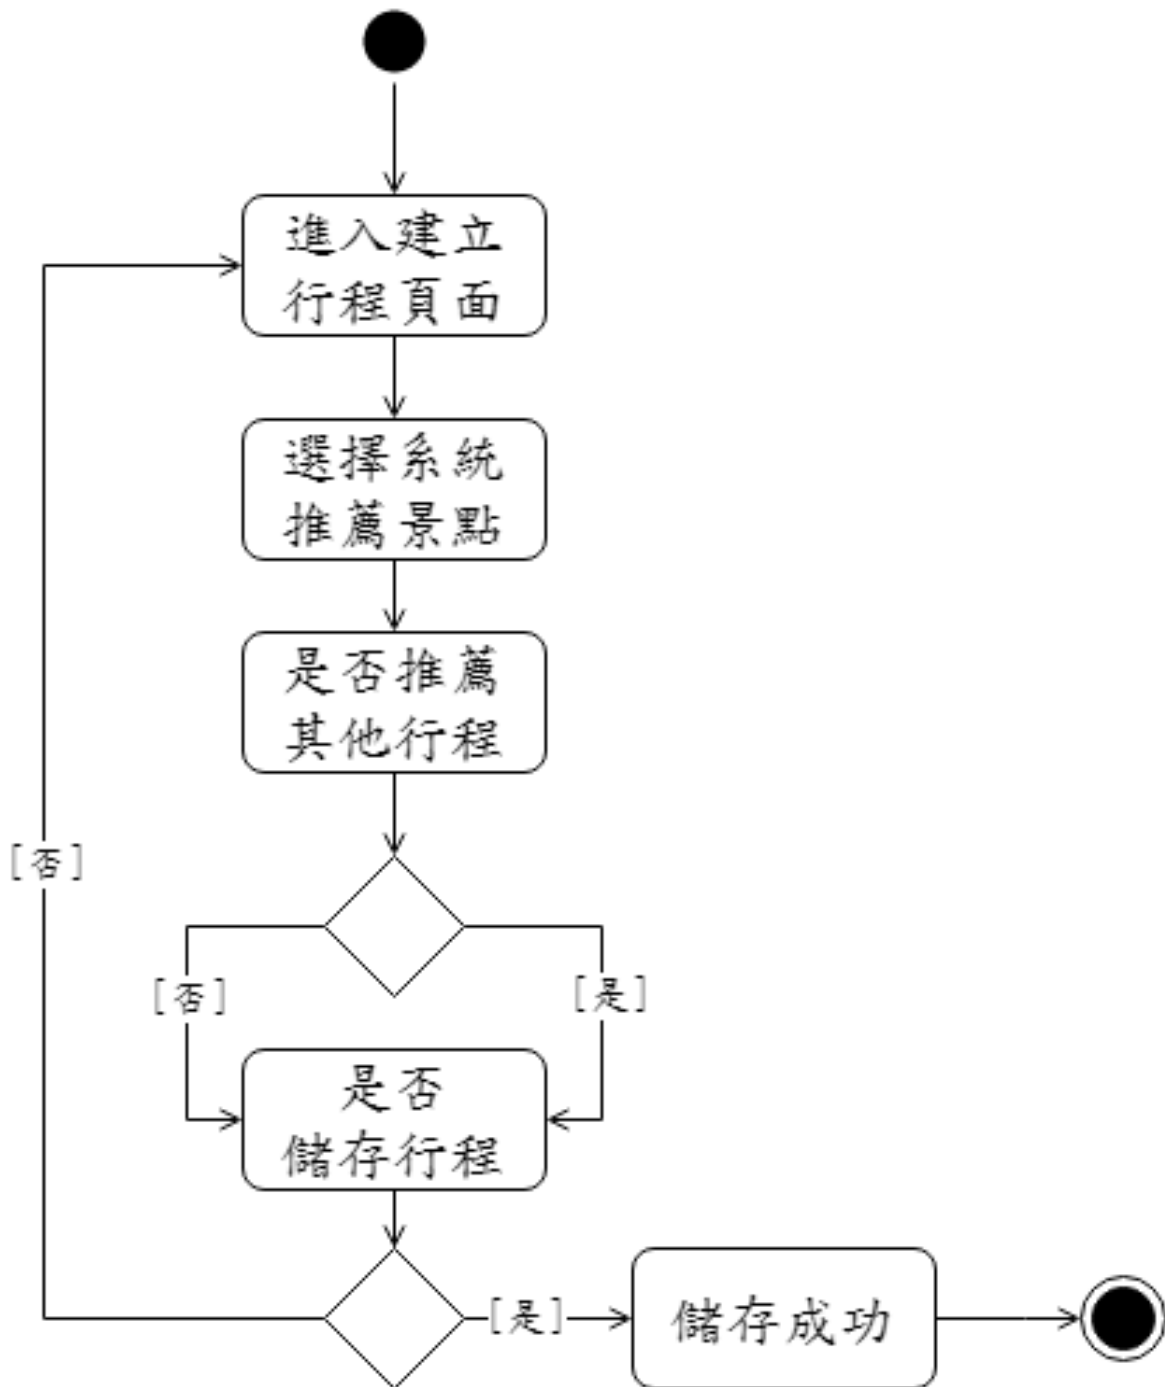 進入建立
行程頁面
選擇系統
推薦景點
是否推薦
其他行程
[否]
[否]
[是]
是否
儲存行程
[是]
儲存成功